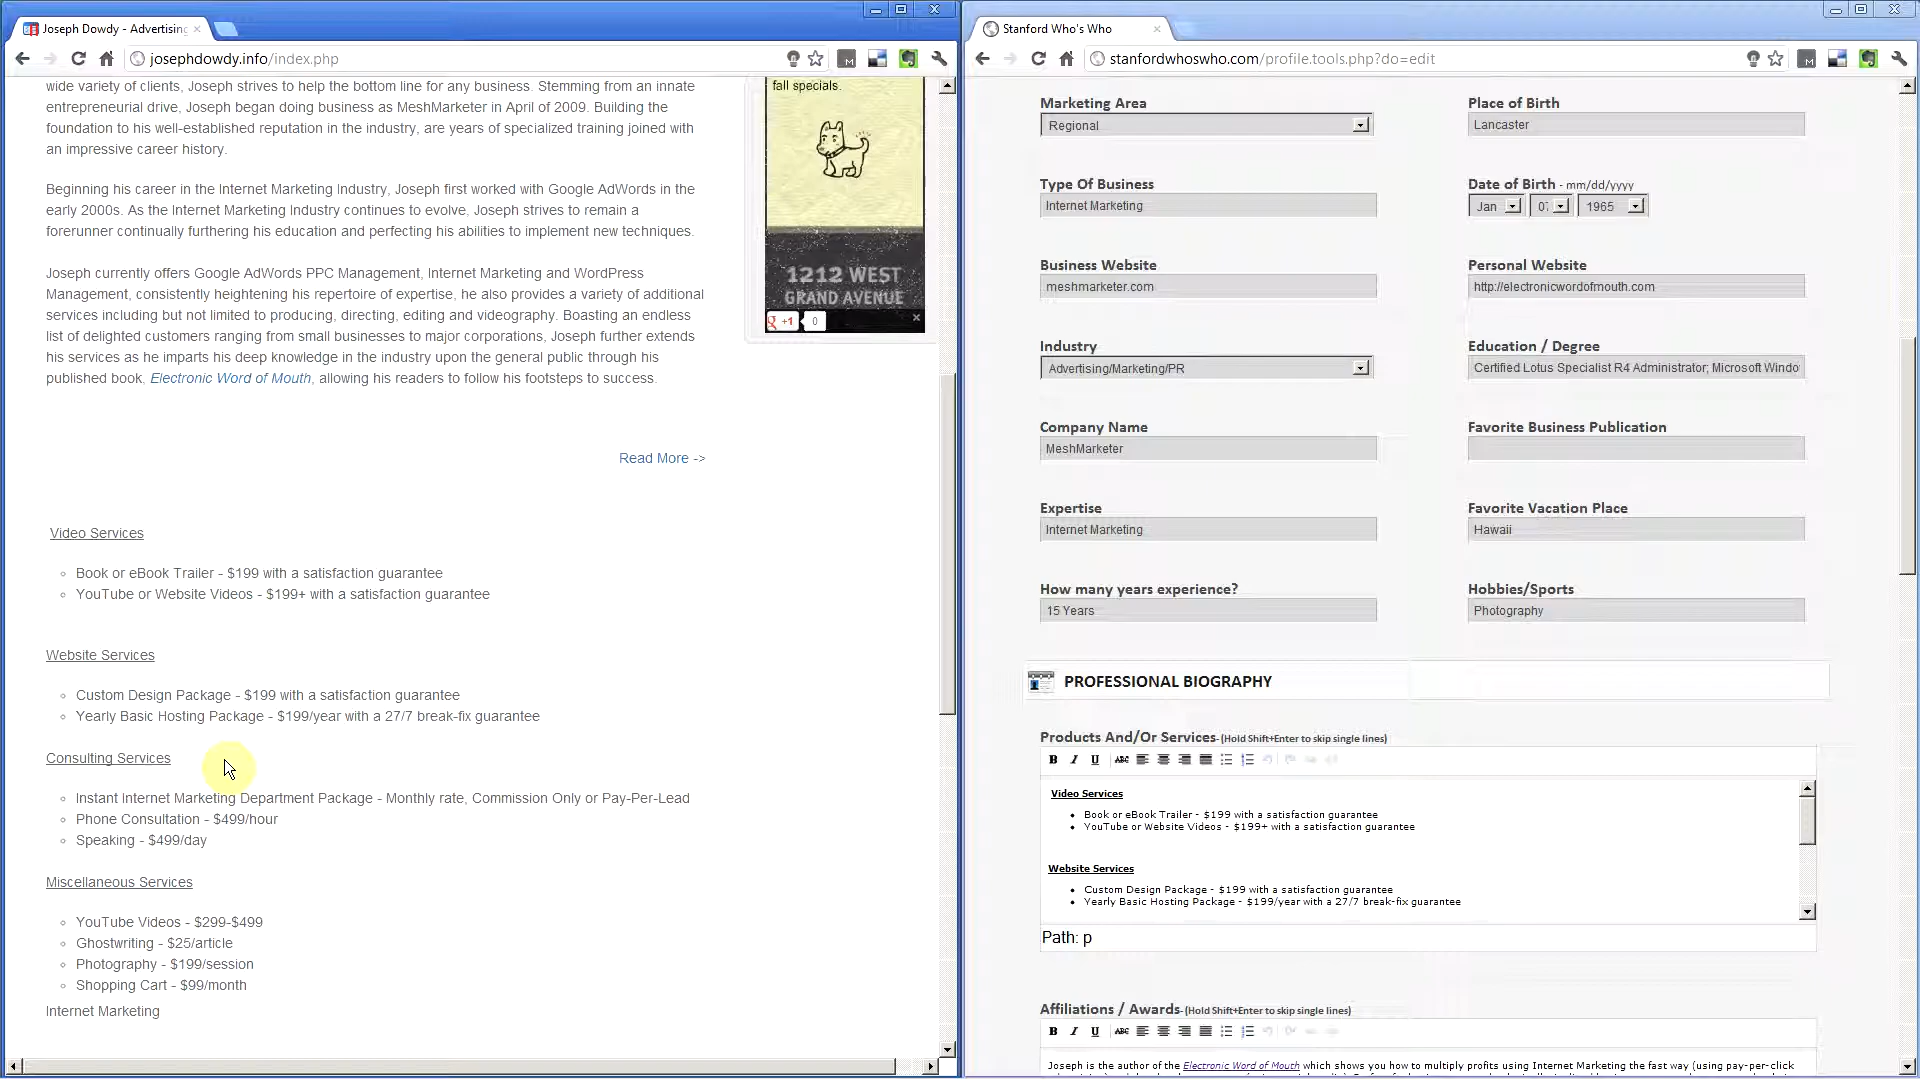 Joseph Dowdy - Advertising
josephdowdy.info/index.php
wide variety of clients, Joseph strives to help the bottom line for any business. Stemming from an innate
entrepreneurial drive, Joseph began doing business as MeshMarketer in April of 2009. Building the
foundation to his well-established reputation in the industry, are years of specialized training joined with
an impressive career history.
Beginning his career in the Internet Marketing Industry, Joseph first worked with Google AdWords in the
early 2000s. As the Internet Marketing Industry continues to evolve, Joseph strives to remain a
forerunner continually furthering his education and perfecting his abilities to implement new techniques.
Joseph currently offers Google AdWords PPC Management, Internet Marketing and WordPress
Management, consistently heightening his repertoire of expertise, he also provides a variety of additional
services including but not limited to producing, directing, editing and videography. Boasting an endless
list of delighted customers ranging from small businesses to major corporations, Joseph further extends
his services as he imparts his deep knowledge in the industry upon the general public through his
published book, Electronic Word of Mouth, allowing his readers to follow his footsteps to success.
Read More ->
fall specials.
1212 WEST
GRAND AVENUE
+1 0
Video Services
Book or eBook Trailer - $199 with a satisfaction guarantee
YouTube or Website Videos - $199+ with a satisfaction guarantee
Website Services
Custom Design Package - $199 with a satisfaction guarantee
Yearly Basic Hosting Package - $199/year with a 27/7 break-fix guarantee
Consulting Services
Instant Internet Marketing Department Package - Monthly rate, Commission Only or Pay-Per-Lead
Phone Consultation - $499/hour
Speaking - $499/day
Miscellaneous Services
YouTube Videos - $299-$499
Ghostwriting - $25/article
Photography - $199/session
Shopping Cart - $99/month
Internet Marketing
Stanford Who's Who
stanfordwhoswho.com/profile.tools.php?do=edit
Marketing Area
Regional
Place of Birth
Lancaster
Type Of Business
Internet Marketing
Date of Birth - mm/dd/yyyy
Jan 07 1965
Business Website
meshmarketer.com
Personal Website
http://electronicwordofmouth.com
Industry
Advertising/Marketing/PR
Education / Degree
Certified Lotus Specialist R4 Administrator; Microsoft Windo
Company Name
MeshMarketer
Favorite Business Publication
Expertise
Internet Marketing
Favorite Vacation Place
Hawaii
How many years experience?
15 Years
Hobbies/Sports
Photography
PROFESSIONAL BIOGRAPHY
Products And/Or Services- (Hold Shift+Enter to skip single lines)
B I U ABC
Video Services
Book or eBook Trailer - $199 with a satisfaction guarantee
YouTube or Website Videos - $199+ with a satisfaction guarantee
Website Services
Custom Design Package - $199 with a satisfaction guarantee
Yearly Basic Hosting Package - $199/year with a 27/7 break-fix guarantee
Path: p
Affiliations / Awards- (Hold Shift+Enter to skip single lines)
B I U ABC
Joseph is the author of the Electronic Word of Mouth which shows you how to multiply profits using Internet Marketing the fast way (using pay-per-click